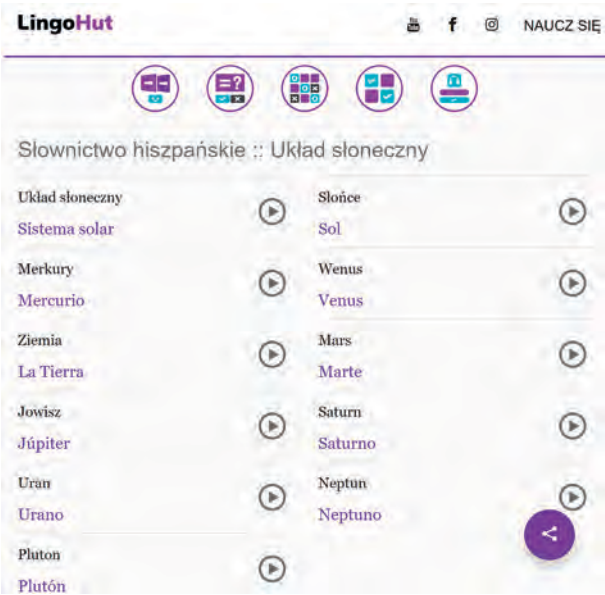 LingoHut
NAUCZ SIĘ
Słownictwo hiszpańskie :: Układ słoneczny
Układ słoneczny
Sistema solar
Słońce
Sol
Merkury
Mercurio
Wenus
Venus
Ziemia
La Tierra
Mars
Marte
Jowisz
Júpiter
Saturn
Saturno
Uran
Urano
Neptun
Neptuno
Pluton
Plutón